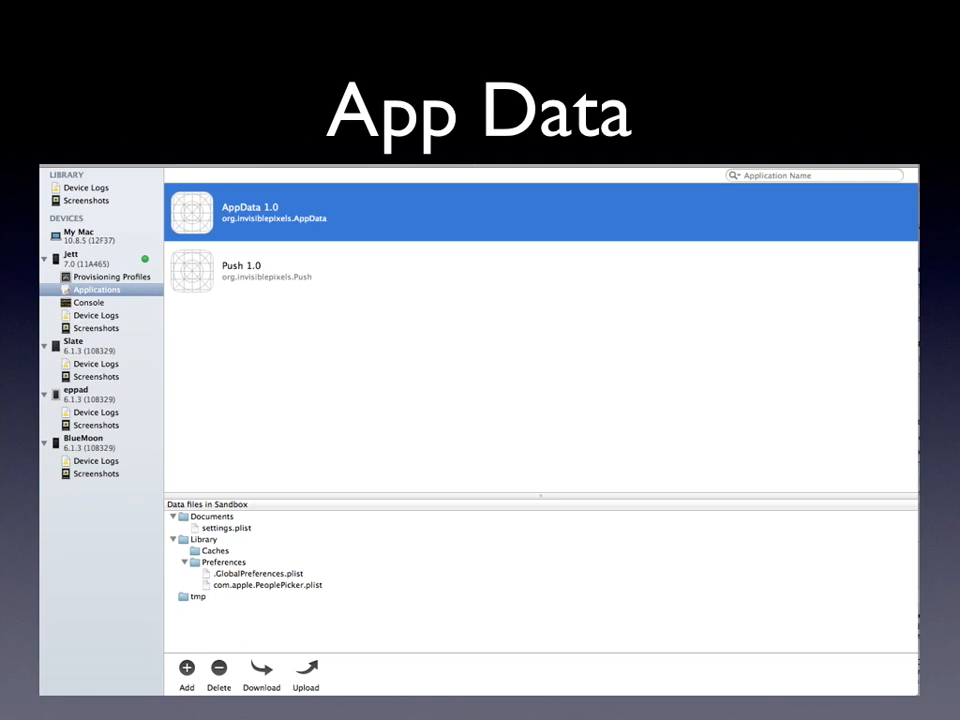 App Data
LIBRARY
Device Logs
Screenshots
DEVICES
My Mac
10.8.5 (12F37)
Jett
7.0 (11A465)
Provisioning Profiles
Applications
Console
Device Logs
Screenshots
Slate
6.1.3 (10B329)
Device Logs
Screenshots
eppad
6.1.3 (10B329)
Device Logs
Screenshots
BlueMoon
6.1.3 (10B329)
Device Logs
Screenshots
Application Name
AppData 1.0
org.invisiblepixels.AppData
Push 1.0
org.invisiblepixels.Push
Data files in Sandbox
Documents
settings.plist
Library
Caches
Preferences
.GlobalPreferences.plist
com.apple.PeoplePicker.plist
tmp
Add Delete Download Upload